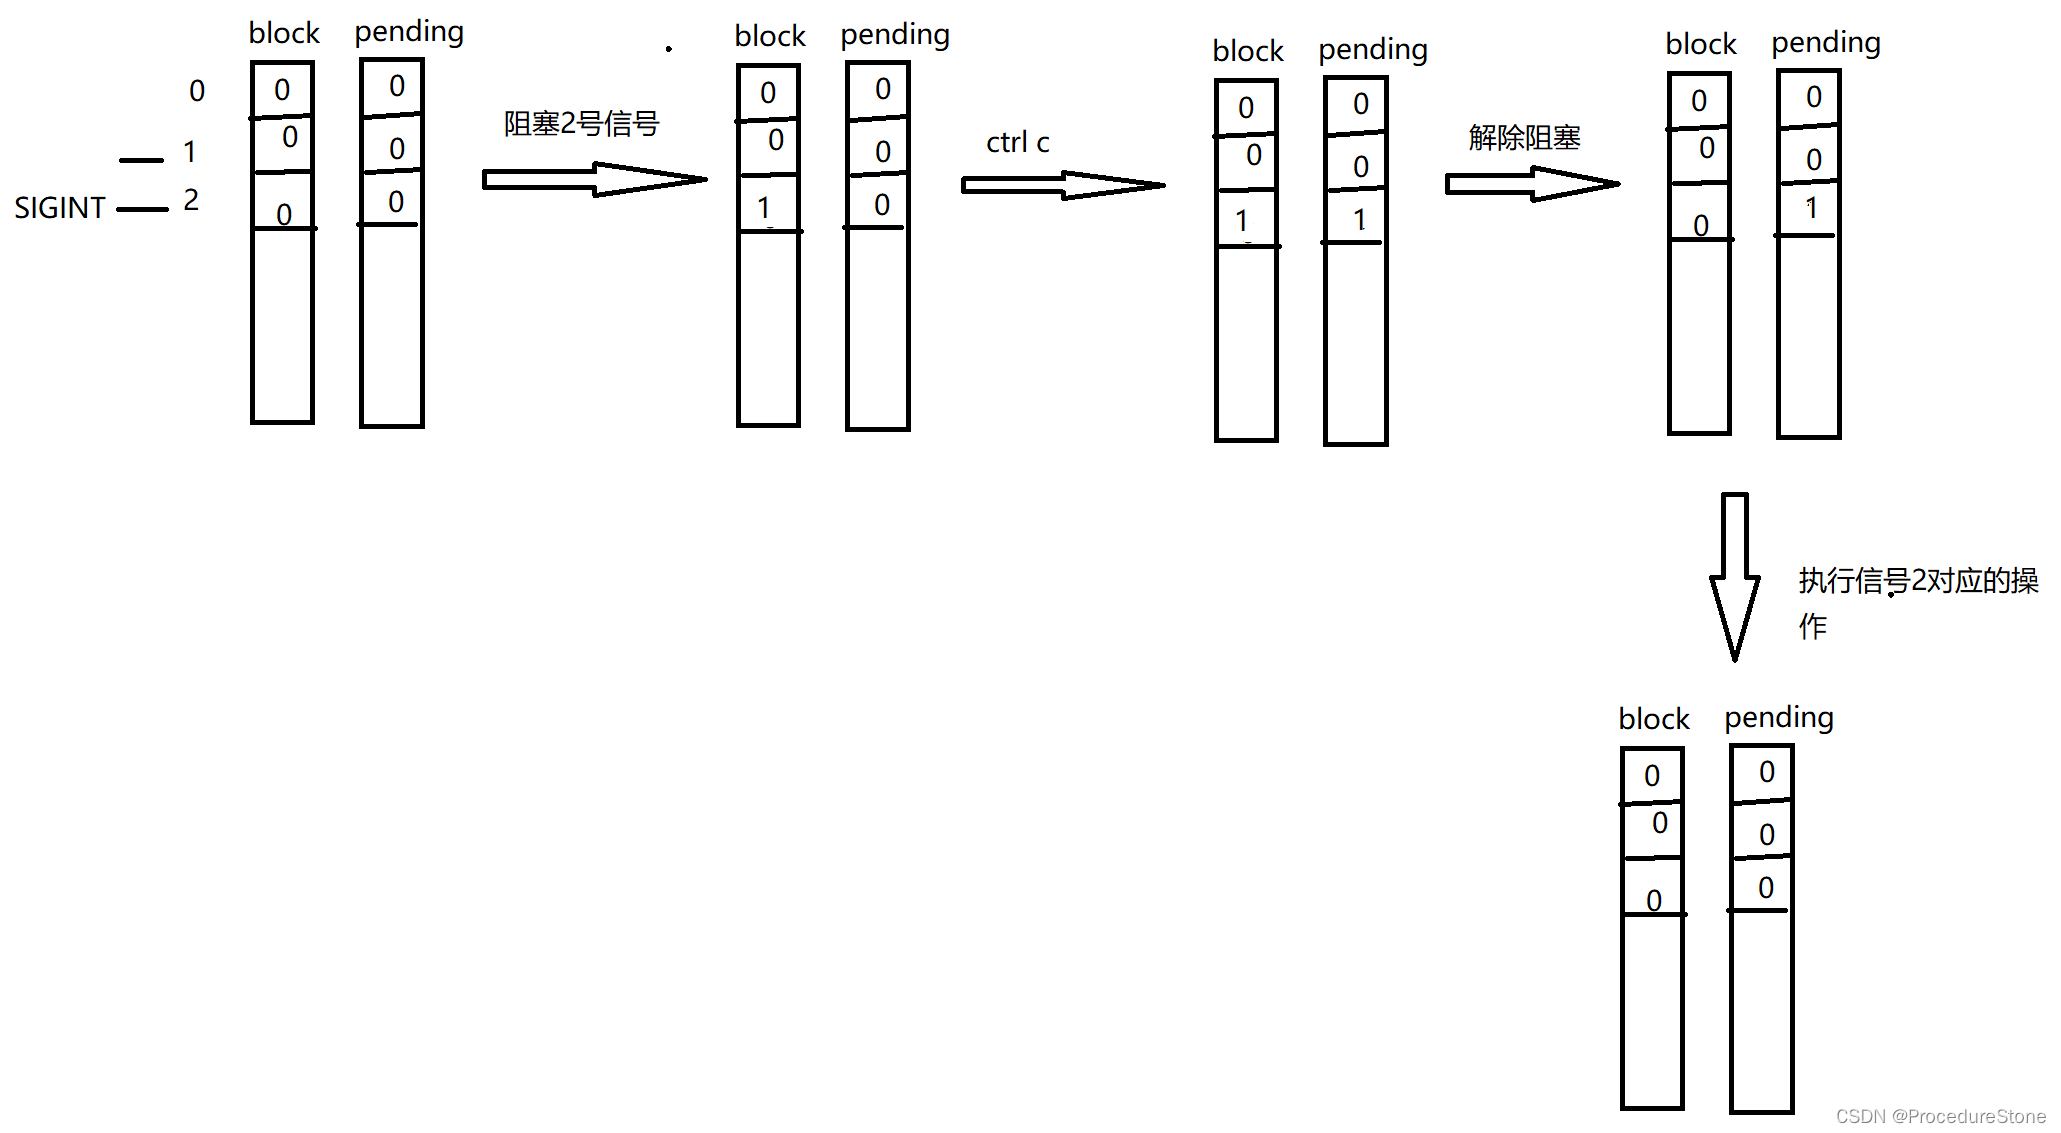 block pending
0 0 0
1 0 0
SIGINT 2 0 0
阻塞2号信号
block pending
0 0
0 0
1 0
ctrl c
block pending
0 0
0 0
1 1
解除阻塞
block pending
0 0
0 0
0 1
执行信号2对应的操
作
block pending
0 0
0 0
0 0
CSDN @ProcedureStone